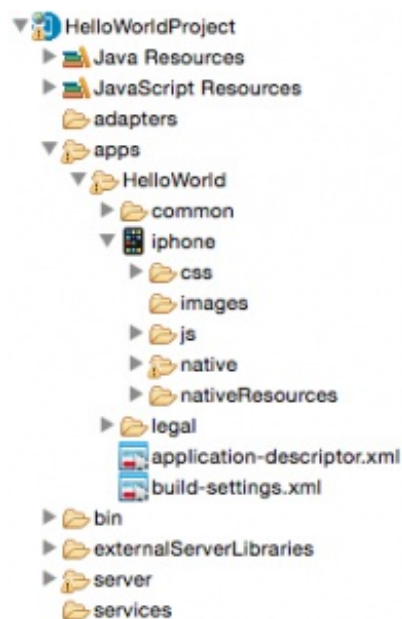 HelloWorldProject
Java Resources
JavaScript Resources
adapters
apps
HelloWorld
common
iphone
css
images
js
native
nativeResources
legal
application-descriptor.xml
build-settings.xml
bin
externalServerLibraries
server
services